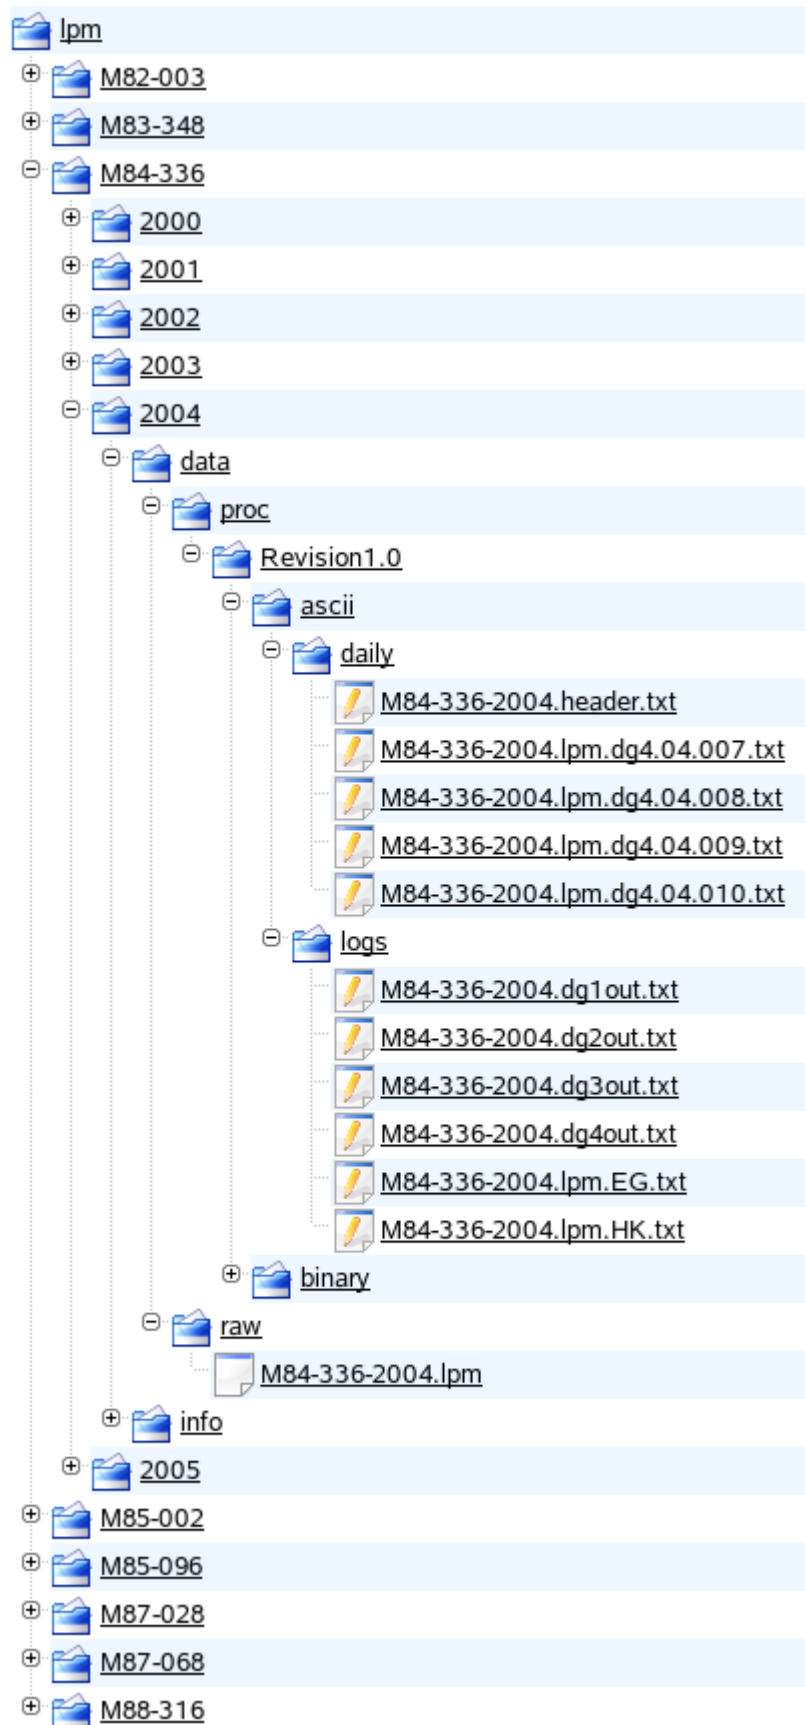 lpm
M82-003
M83-348
M84-336
2000
2001
2002
2003
2004
data
proc
Revision1.0
ascii
daily
M84-336-2004.header.txt
M84-336-2004.lpm.dg4.04.007.txt
M84-336-2004.lpm.dg4.04.008.txt
M84-336-2004.lpm.dg4.04.009.txt
M84-336-2004.lpm.dg4.04.010.txt
logs
M84-336-2004.dg1out.txt
M84-336-2004.dg2out.txt
M84-336-2004.dg3out.txt
M84-336-2004.dg4out.txt
M84-336-2004.lpm.EG.txt
M84-336-2004.lpm.HK.txt
binary
raw
M84-336-2004.lpm
info
2005
M85-002
M85-096
M87-028
M87-068
M88-316